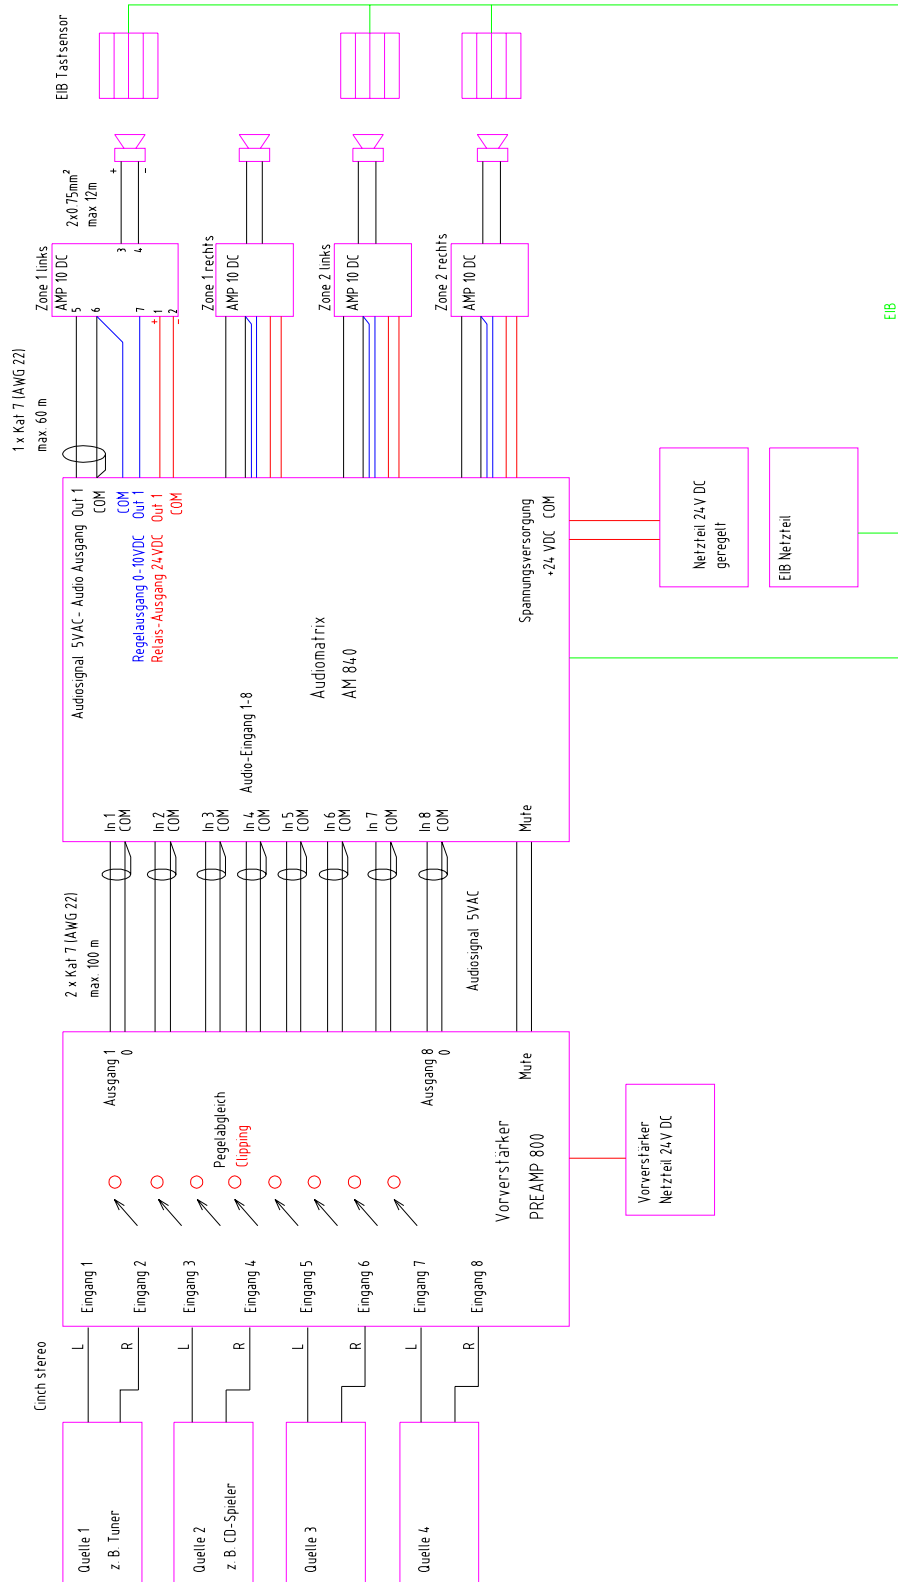 Quelle 1
z. B. Tuner
Quelle 2
z. B. CD-Spieler
Quelle 3
Quelle 4
Cinch stereo
L
R
L
R
L
R
L
R
Eingang 1
Eingang 2
Eingang 3
Eingang 4
Eingang 5
Eingang 6
Eingang 7
Eingang 8
Pegelabgleich
Clipping
Vorverstärker
PREAMP 800
Ausgang 1
0
Ausgang 8
0
Mute
Vorverstärker
Netzteil 24V DC
2 x Kat 7 (AWG 22)
max. 100 m
Audiosignal 5VAC
In 1
COM
In 2
COM
In 3
COM
In 4
COM
In 5
COM
In 6
COM
In 7
COM
In 8
COM
Mute
Audio-Eingang 1-8
Audiomatrix
AM 840
Audiosignal 5VAC - Audio Ausgang Out 1
COM
COM
Regelausgang 0-10VDC Out 1
Relais-Ausgang 24VDC Out 1
COM
Spannungsversorgung
+24 VDC COM
Netzteil 24V DC
geregelt
EIB Netzteil
1 x Kat 7 (AWG 22)
max. 60 m
Zone 1 links
AMP 10 DC
5
6
7
+
1
2
-
3
4
Zone 1 rechts
AMP 10 DC
Zone 2 links
AMP 10 DC
Zone 2 rechts
AMP 10 DC
2x0.75mm²
max 12m
+
-
EIB Tastsensor
EIB